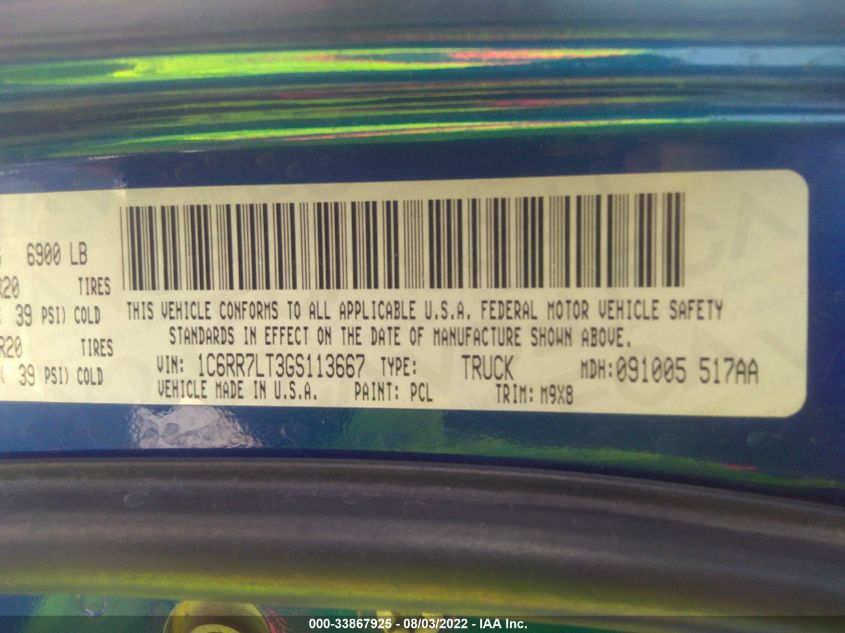 6900 LB
R20 TIRES
39 PSI) COLD
R20 TIRES
39 PSI) COLD
THIS VEHICLE CONFORMS TO ALL APPLICABLE U.S.A. FEDERAL MOTOR VEHICLE SAFETY
STANDARDS IN EFFECT ON THE DATE OF MANUFACTURE SHOWN ABOVE.
VIN: 1C6RR7LT3GS113667 TYPE: TRUCK MDH:091005 517AA
VEHICLE MADE IN U.S.A. PAINT: PCL TRIM: M9X8
000-33867925 - 08/03/2022 - IAA Inc.